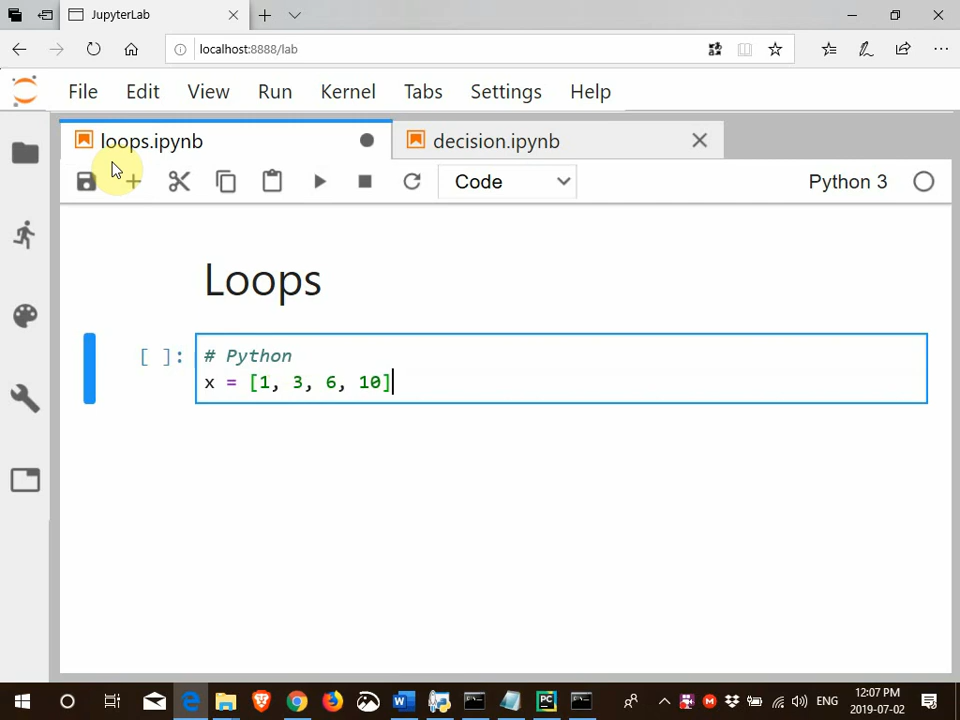 JupyterLab
localhost:8888/lab
File Edit View Run Kernel Tabs Settings Help
loops.ipynb decision.ipynb
Code Python 3
Loops
[ ]: # Python
x = [1, 3, 6, 10]
ENG 12:07 PM
2019-07-02